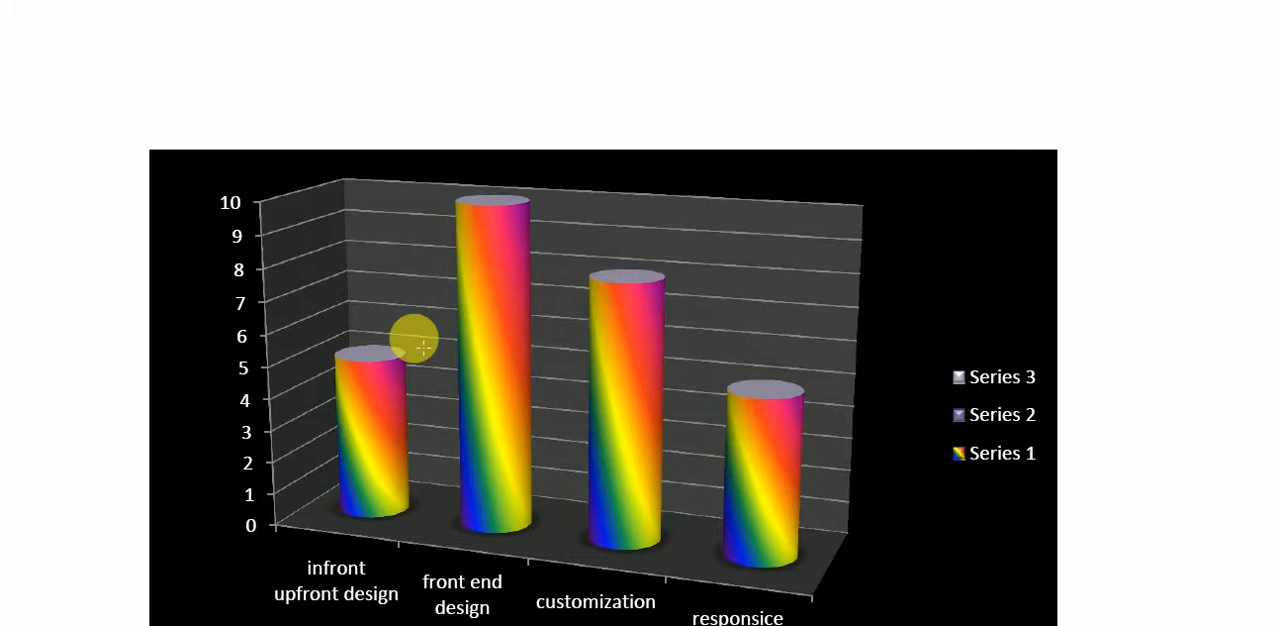 10
9
8
7
6
5
4
3
2
1
0
infront
upfront design
front end
design
customization
responsice
Series 3
Series 2
Series 1